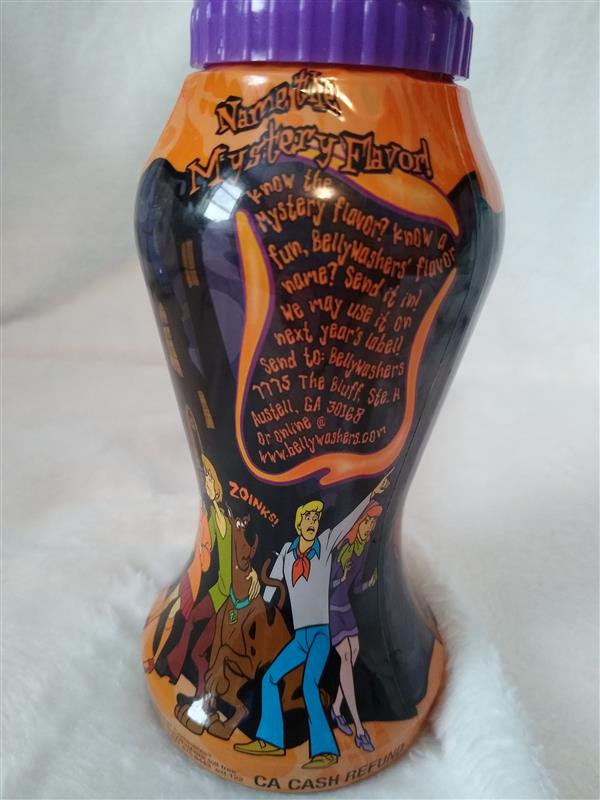 Name the
Mystery Flavor!
Know the
Mystery flavor? Know a
fun, BellyWashers' flavor
name? Send it in!
We may use it on
next year's label!
Send to: BellyWashers
7775 The Bluff, Ste. H
Austell, GA 30168
Or online @
www.bellywashers.com
ZOINKS!
CA CASH REFUND